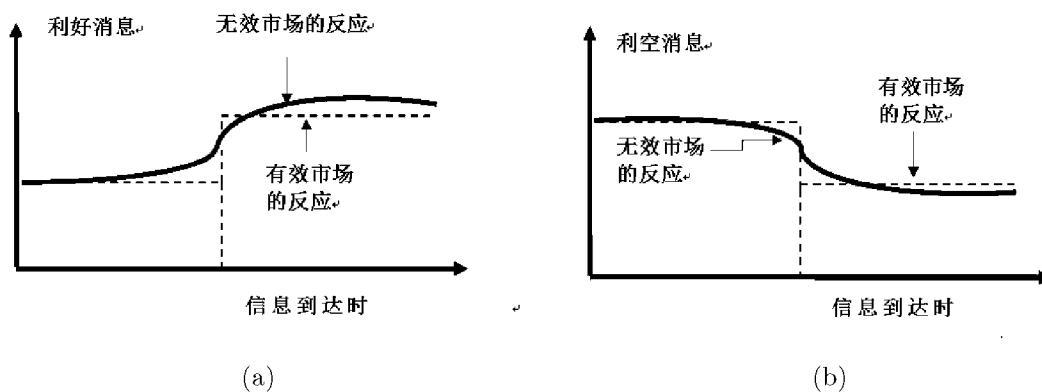 利好消息
无效市场的反应
有效市场
的反应
信息到达时
(a)
利空消息
有效市场
的反应
无效市场
的反应
信息到达时
(b)